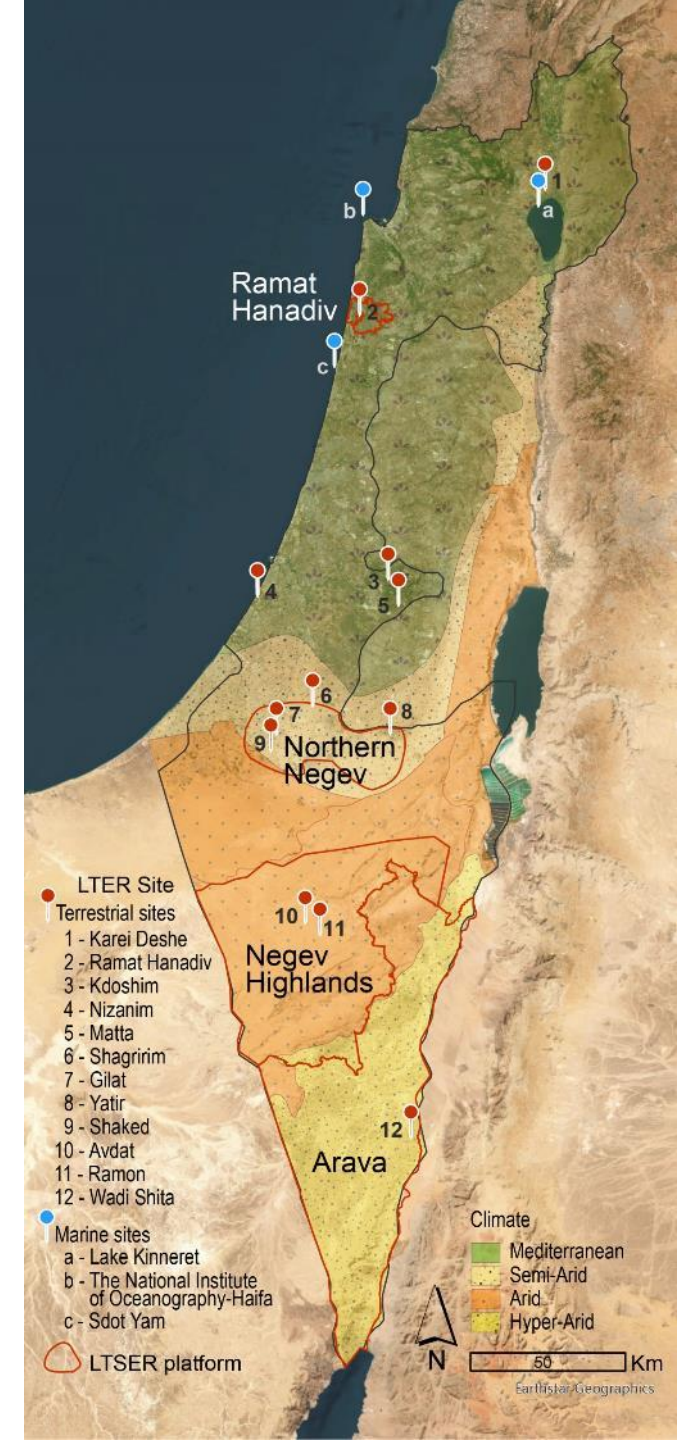 1
a
b
Ramat
Hanadiv
2
c
3
4
5
6
7
8
9
Northern
Negev
10
11
Negev
Highlands
12
Arava
LTER Site
Terrestrial sites
1 - Karei Deshe
2 - Ramat Hanadiv
3 - Kdoshim
4 - Nizanim
5 - Matta
6 - Shagririm
7 - Gilat
8 - Yatir
9 - Shaked
10 - Avdat
11 - Ramon
12 - Wadi Shita
Marine sites
a - Lake Kinneret
b - The National Institute
of Oceanography-Haifa
c - Sdot Yam
LTSER platform
Climate
Mediterranean
Semi-Arid
Arid
Hyper-Arid
N
50
Km
Earthstar Geographics